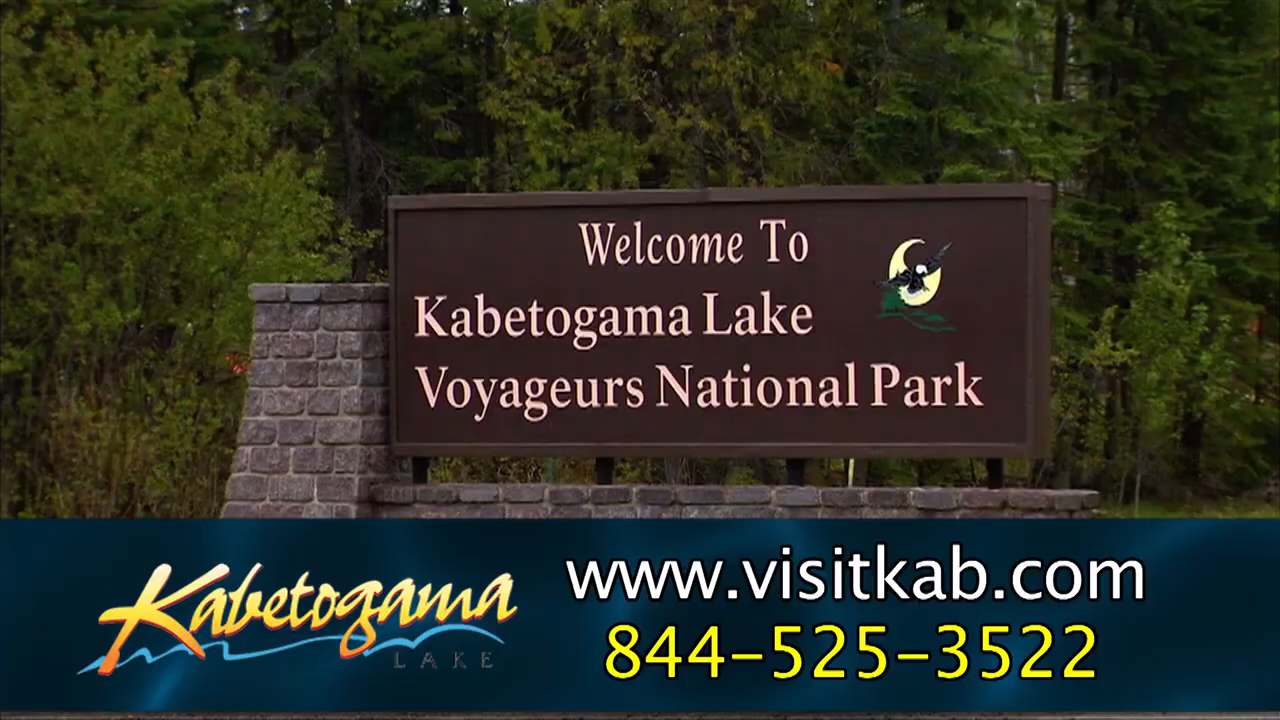 Welcome To
Kabetogama Lake
Voyageurs National Park
Kabetogama
LAKE
www.visitkab.com
844-525-3522